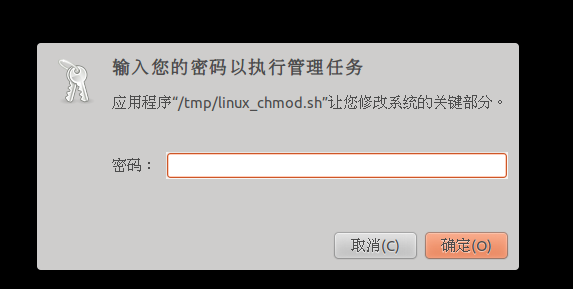 输入您的密码以执行管理任务
应用程序“/tmp/linux_chmod.sh”让您修改系统的关键部分。
密码：
取消(C) 确定(O)